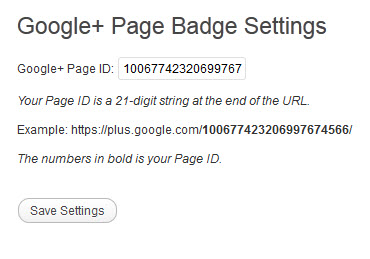 Google+ Page Badge Settings
Google+ Page ID: 10067742320699767
Your Page ID is a 21-digit string at the end of the URL.
Example: https://plus.google.com/100677423206997674566/
The numbers in bold is your Page ID.
Save Settings